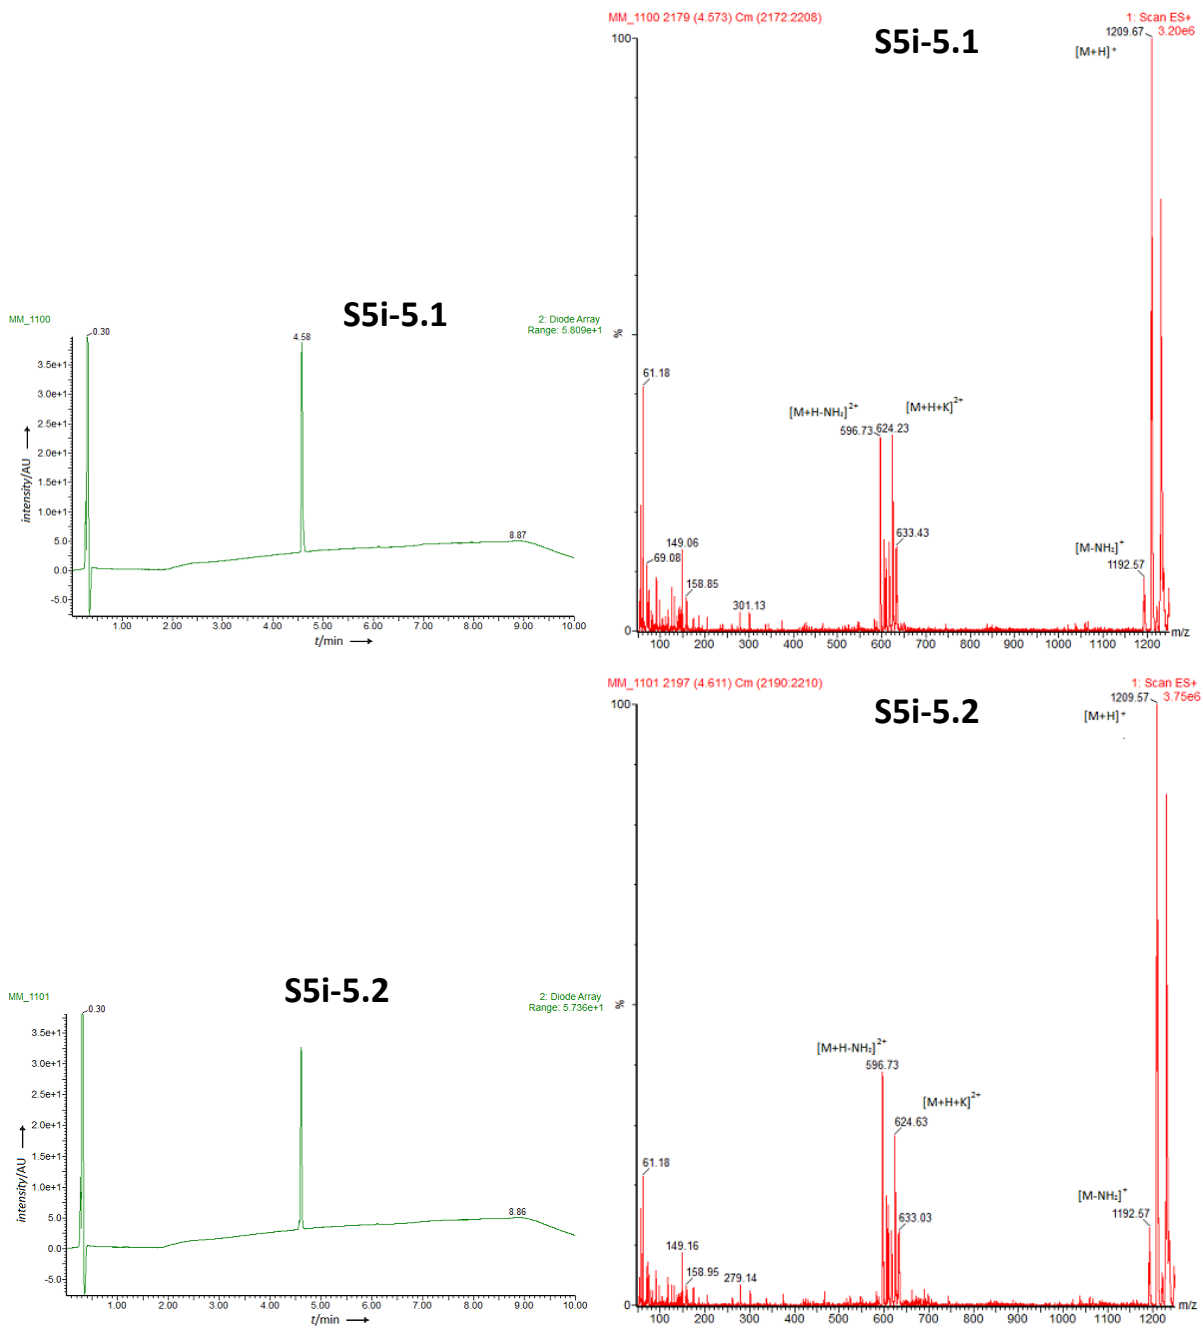 MM_1100 2179 (4.573) Cm (2172:2208)
1: Scan ES+
3.20e6
S5i-5.1
1209.67
[M+H]+
100
%
0
61.18
69.08
149.06
158.85
301.13
[M+H-NH₂]2+
[M+H+K]2+
596.73
624.23
633.43
[M-NH₂]+
1192.57
100 200 300 400 500 600 700 800 900 1000 1100 1200 m/z
S5i-5.1
MM_1100
2: Diode Array
Range: 5.809e+1
0.30
4.58
8.87
3.5e+1
3.0e+1
2.5e+1
2.0e+1
1.5e+1
1.0e+1
5.0
0.0
-5.0
intensity/AU
1.00 2.00 3.00 4.00 5.00 6.00 7.00 8.00 9.00 10.00
t/min
MM_1101 2197 (4.611) Cm (2190:2210)
1: Scan ES+
3.75e6
S5i-5.2
1209.57
[M+H]+
100
%
0
61.18
149.16
158.95
279.14
[M+H-NH₂]2+
596.73
[M+H+K]2+
624.63
633.03
[M-NH₂]+
1192.57
100 200 300 400 500 600 700 800 900 1000 1100 1200 m/z
S5i-5.2
MM_1101
2: Diode Array
Range: 5.736e+1
0.30
8.86
3.5e+1
3.0e+1
2.5e+1
2.0e+1
1.5e+1
1.0e+1
5.0
0.0
-5.0
intensity/AU
1.00 2.00 3.00 4.00 5.00 6.00 7.00 8.00 9.00 10.00
t/min